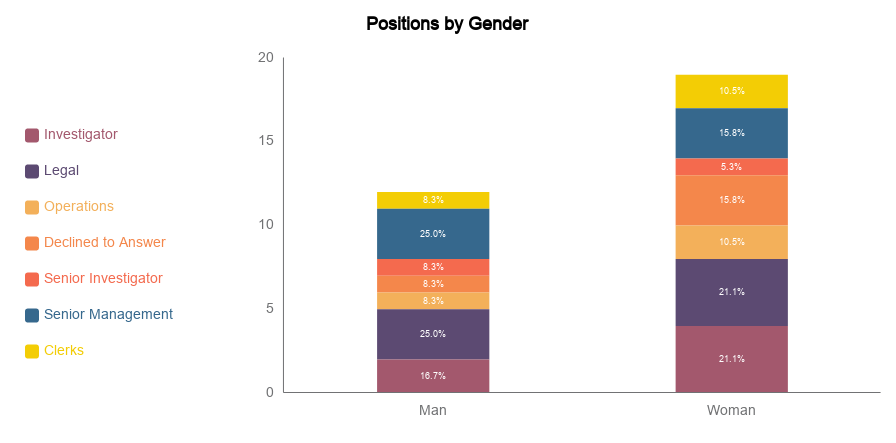 Positions by Gender
Investigator
Legal
Operations
Declined to Answer
Senior Investigator
Senior Management
Clerks
20
15
10
5
0
8.3%
25.0%
8.3%
8.3%
8.3%
25.0%
16.7%
10.5%
15.8%
5.3%
15.8%
10.5%
21.1%
21.1%
Man
Woman